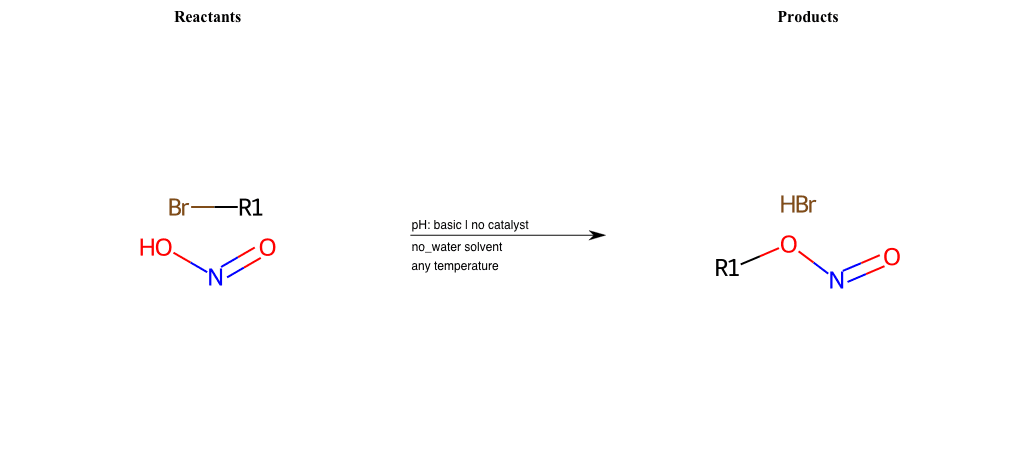 Reactants
Products
Br R1
HO N O
pH: basic | no catalyst
no_water solvent
any temperature
HBr
R1 O N O